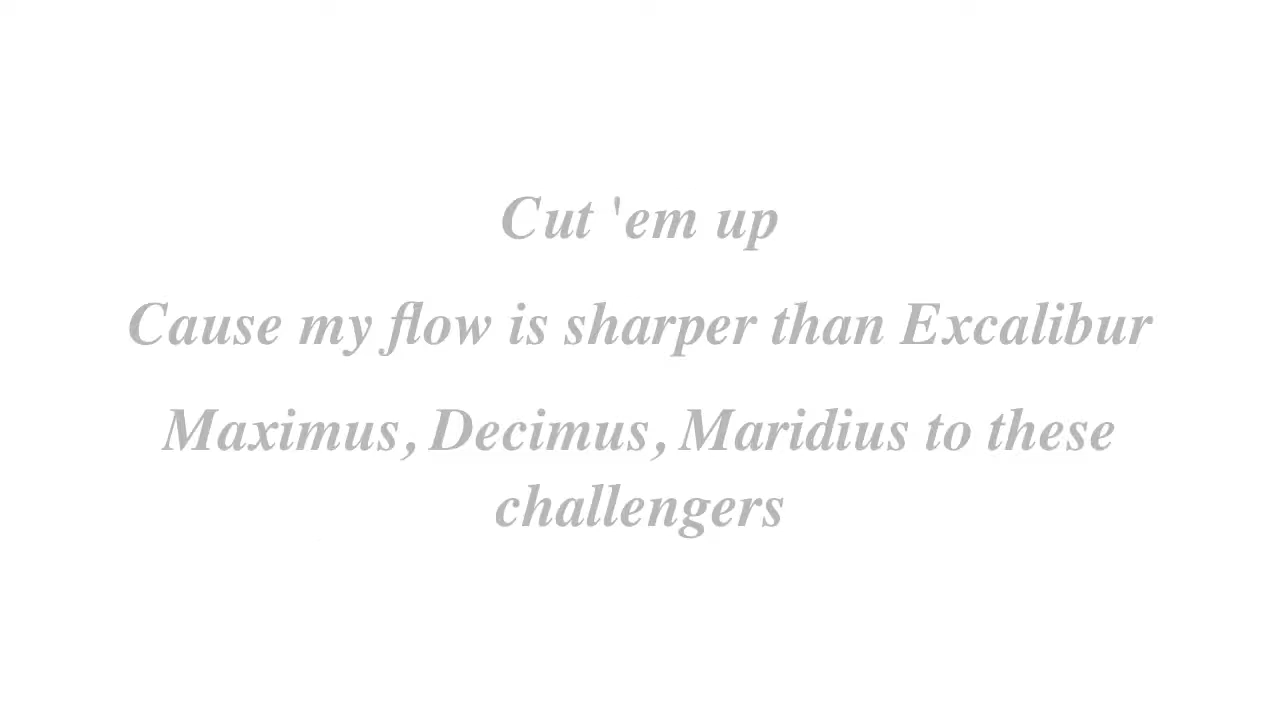 Cut 'em up
Cause my flow is sharper than Excalibur
Maximus, Decimus, Maridius to these
challengers